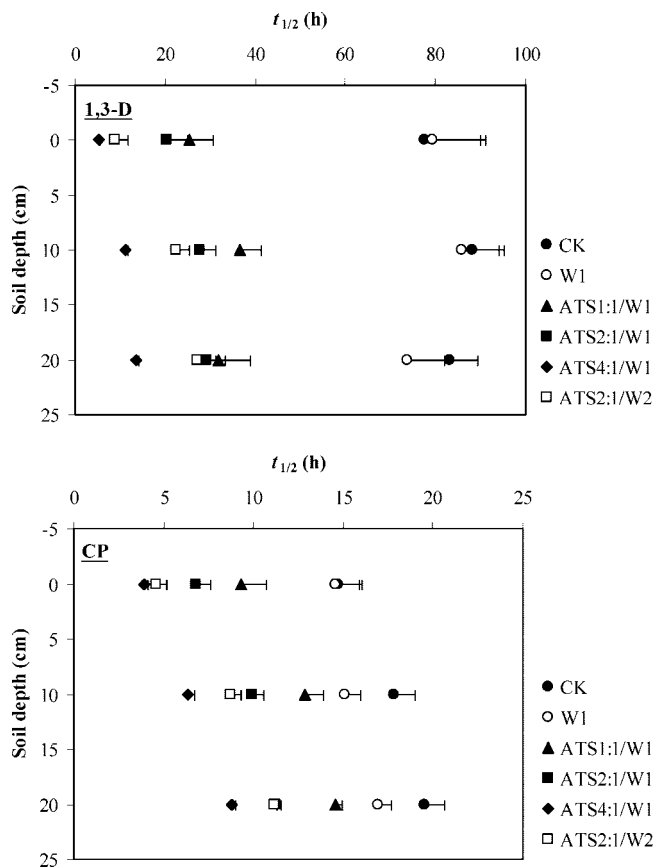 t 1/2 (h)
0 20 40 60 80 100
-5
0
5
10
15
20
25
Soil depth (cm)
1,3-D
CK
W1
ATS1:1/W1
ATS2:1/W1
ATS4:1/W1
ATS2:1/W2
t 1/2 (h)
0 5 10 15 20 25
-5
0
5
10
15
20
25
Soil depth (cm)
CP
CK
W1
ATS1:1/W1
ATS2:1/W1
ATS4:1/W1
ATS2:1/W2